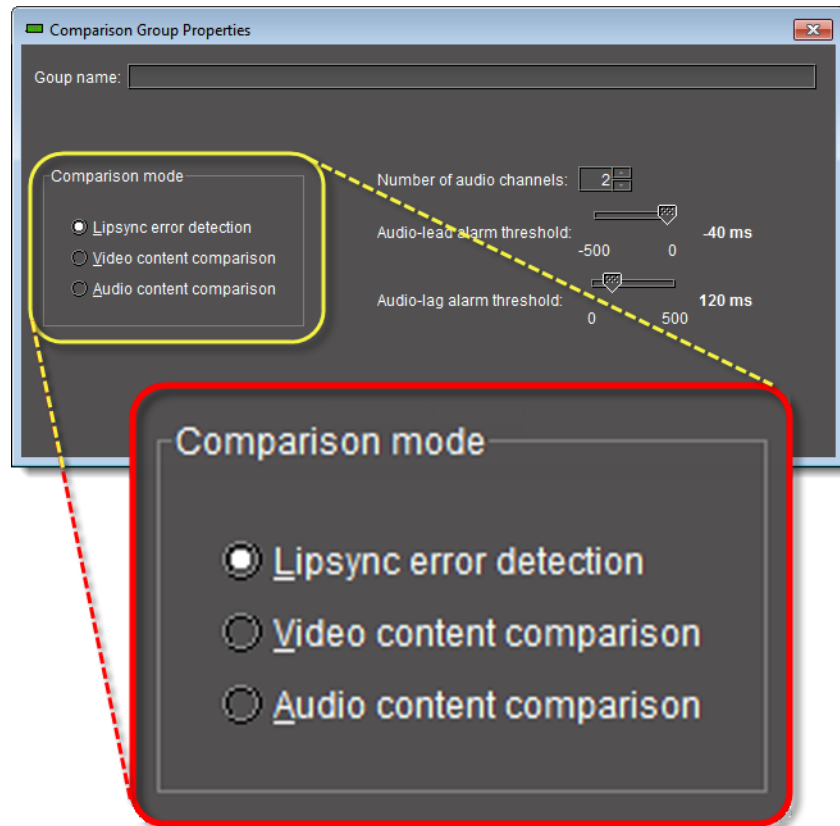 Comparison Group Properties
Goup name:
Comparison mode
Lipsync error detection
Video content comparison
Audio content comparison
Number of audio channels: 2
Audio-lead alarm threshold: -40 ms
-500 0
Audio-lag alarm threshold: 120 ms
0 500
Comparison mode
Lipsync error detection
Video content comparison
Audio content comparison